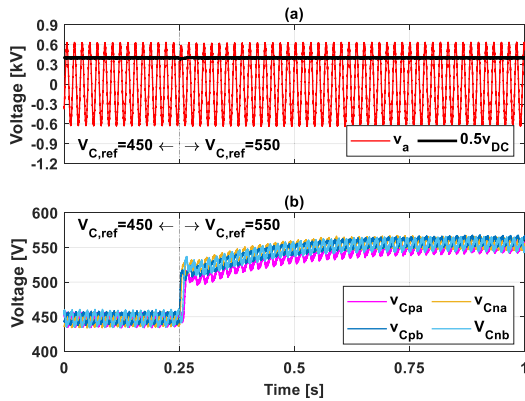 (a)
0.9
0.6
0.3
0
-0.3
-0.6
-0.9
-1.2
Voltage [kV]
V_C,ref=450 ← → V_C,ref=550
v_a 0.5v_DC
(b)
600
550
500
450
400
Voltage [V]
V_C,ref=450 ← → V_C,ref=550
v_Cpa v_Cna
v_Cpb V_Cnb
0 0.25 0.5 0.75 1
Time [s]